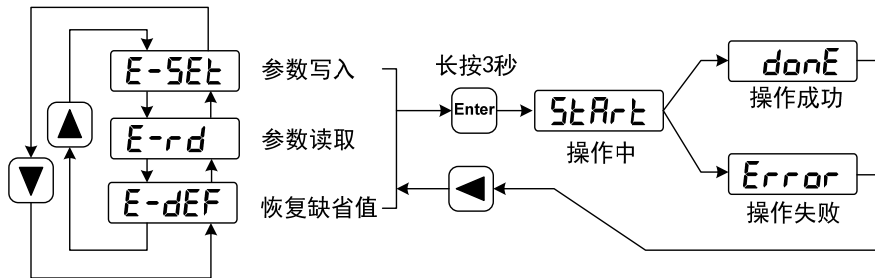 E-SEt
参数写入
E-rd
参数读取
E-dEF
恢复缺省值
长按3秒
Enter
StArt
操作中
donE
操作成功
Error
操作失败